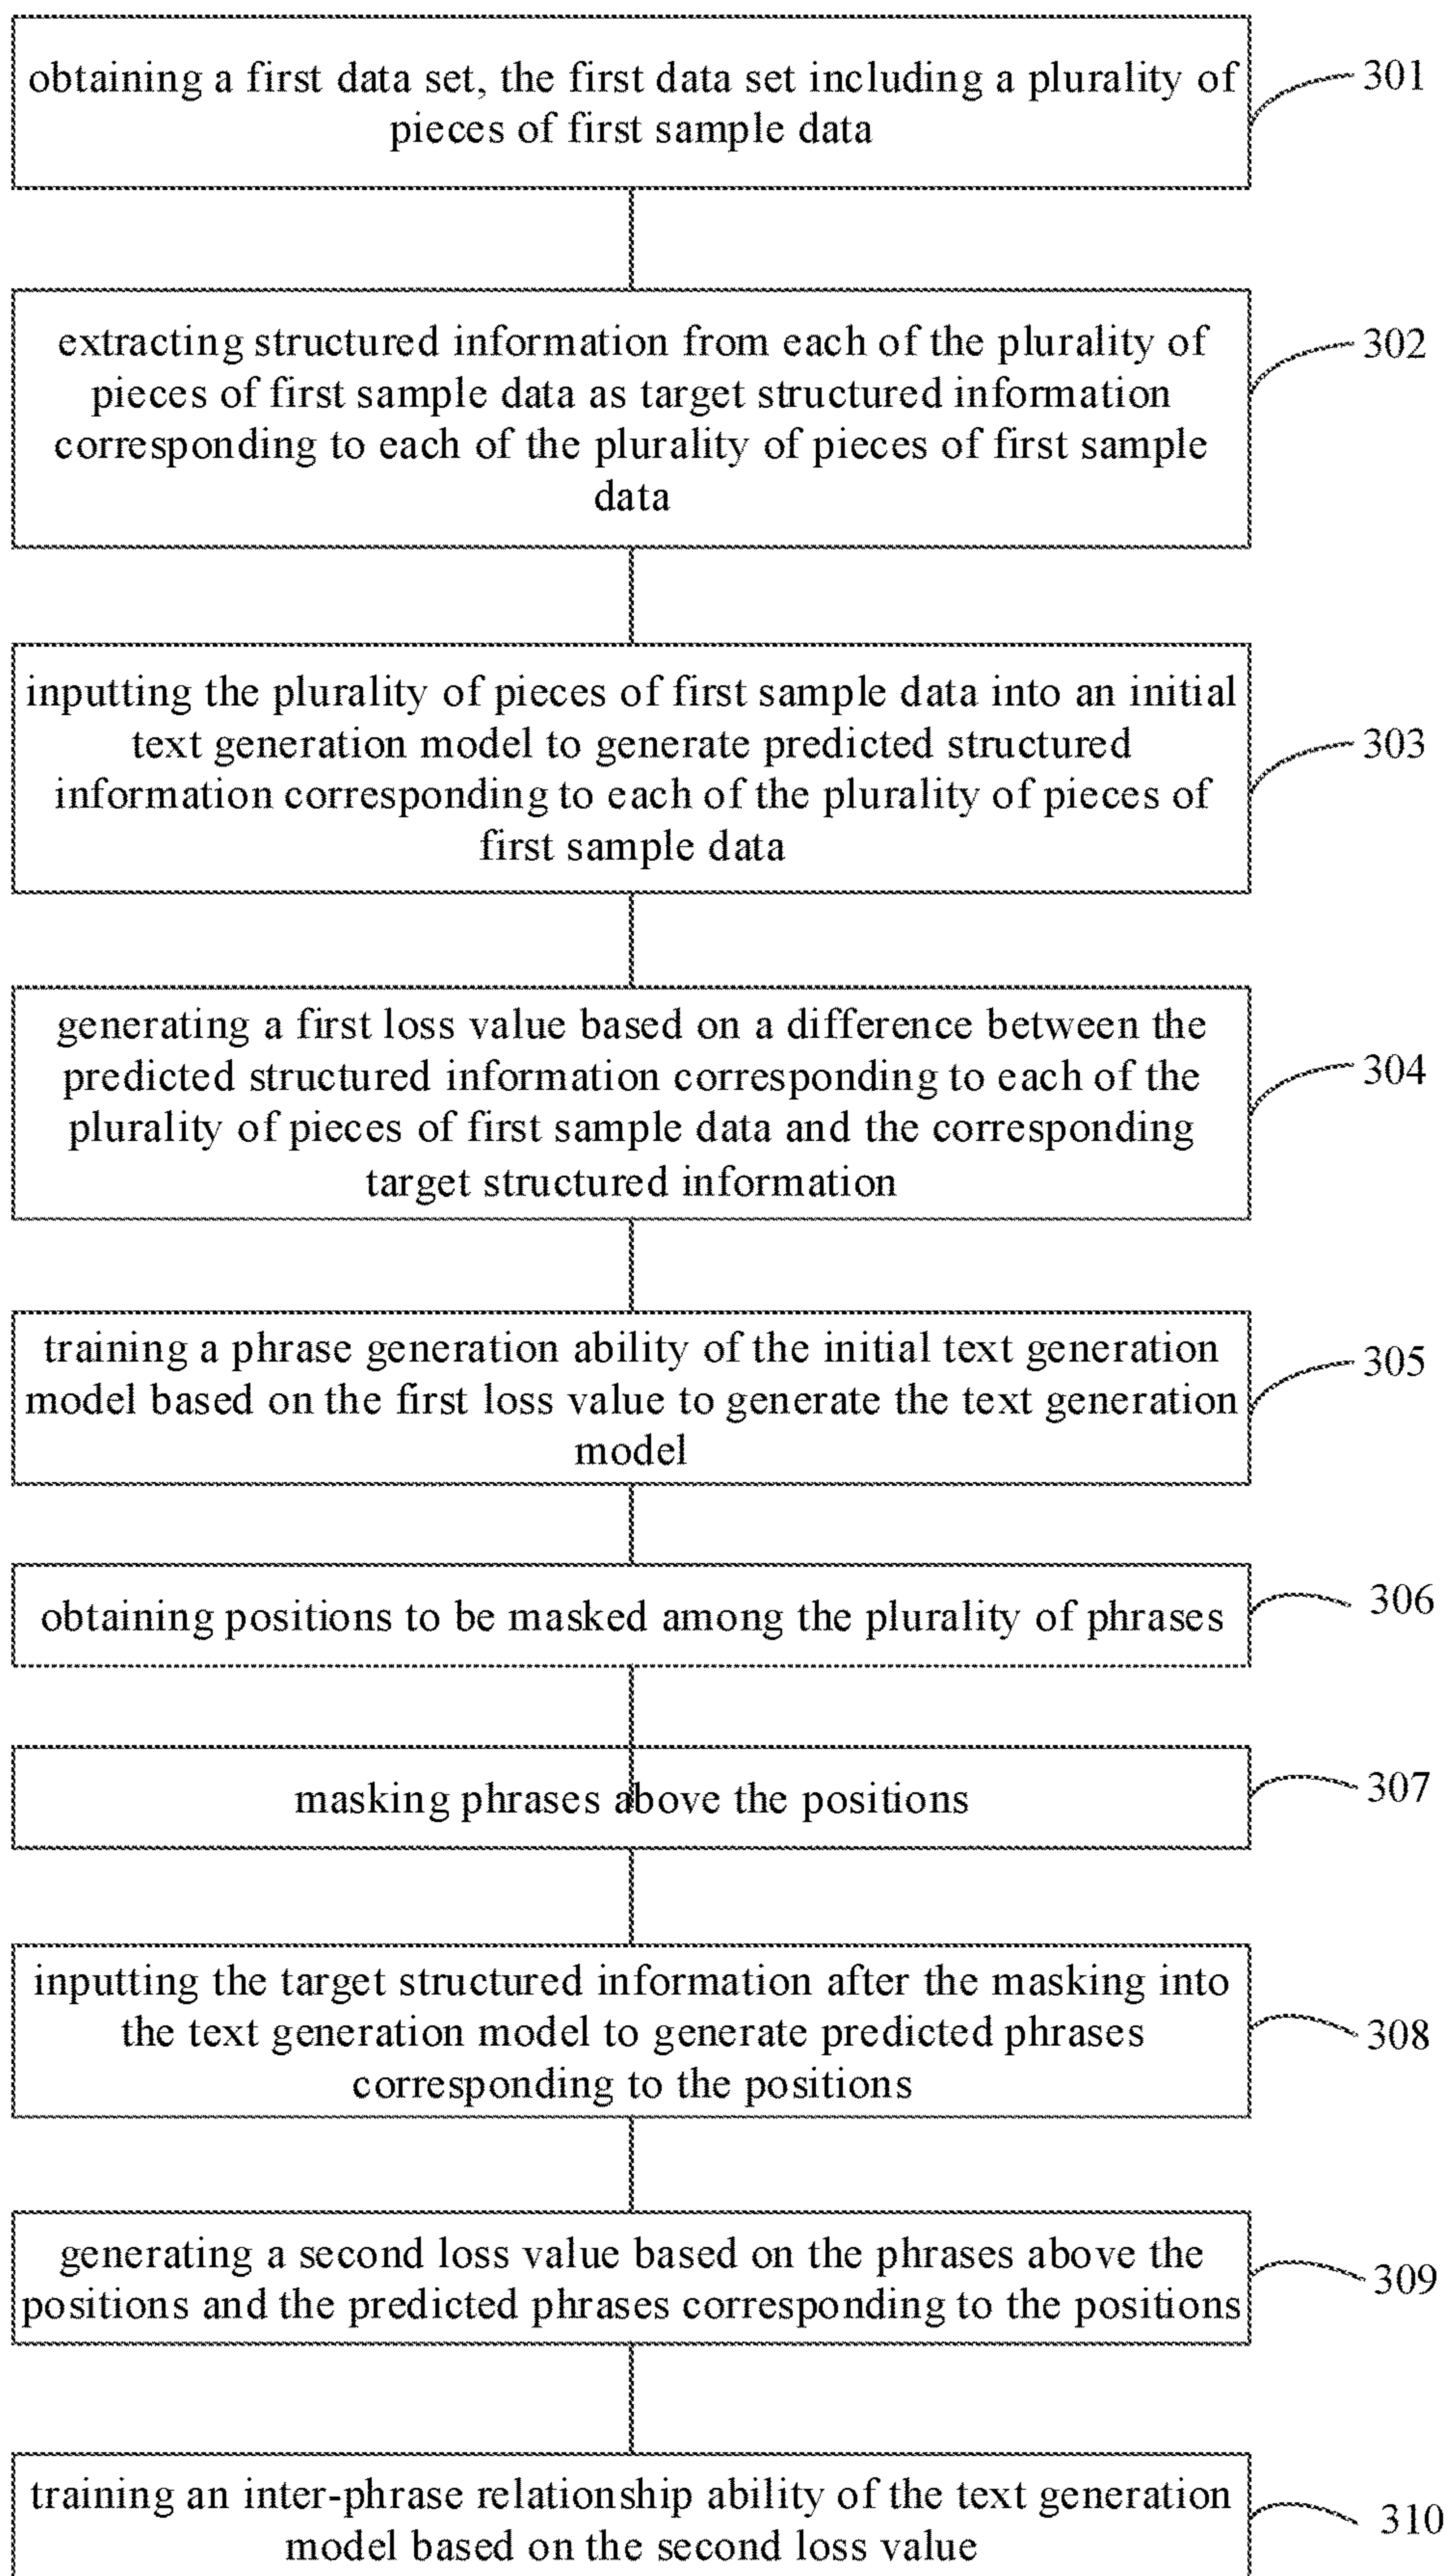 obtaining a first data set, the first data set including a plurality of
pieces of first sample data
301
extracting structured information from each of the plurality of
pieces of first sample data as target structured information
corresponding to each of the plurality of pieces of first sample
data
302
inputting the plurality of pieces of first sample data into an initial
text generation model to generate predicted structured
information corresponding to each of the plurality of pieces of
first sample data
303
generating a first loss value based on a difference between the
predicted structured information corresponding to each of the
plurality of pieces of first sample data and the corresponding
target structured information
304
training a phrase generation ability of the initial text generation
model based on the first loss value to generate the text generation
model
305
obtaining positions to be masked among the plurality of phrases
306
masking phrases above the positions
307
inputting the target structured information after the masking into
the text generation model to generate predicted phrases
corresponding to the positions
308
generating a second loss value based on the phrases above the
positions and the predicted phrases corresponding to the positions
309
training an inter-phrase relationship ability of the text generation
model based on the second loss value
310